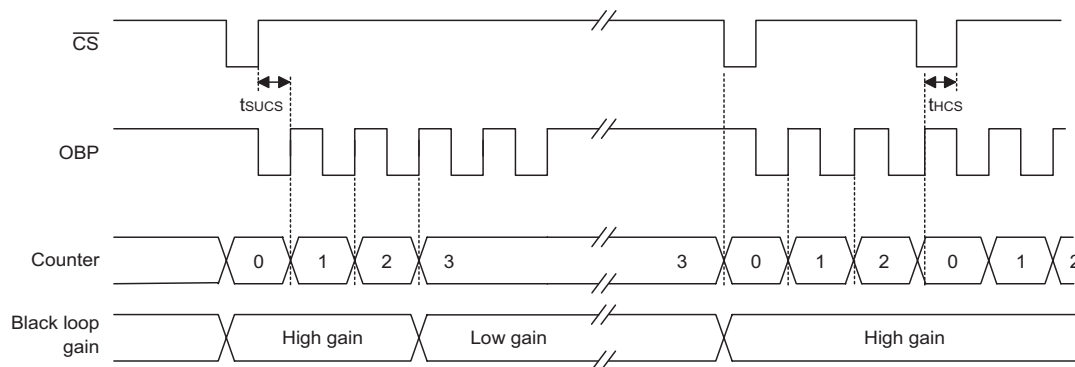 CS
tSUCS
tHCS
OBP
Counter
0 1 2 3 3 0 1 2 0 1 2
Black loop
gain
High gain Low gain High gain